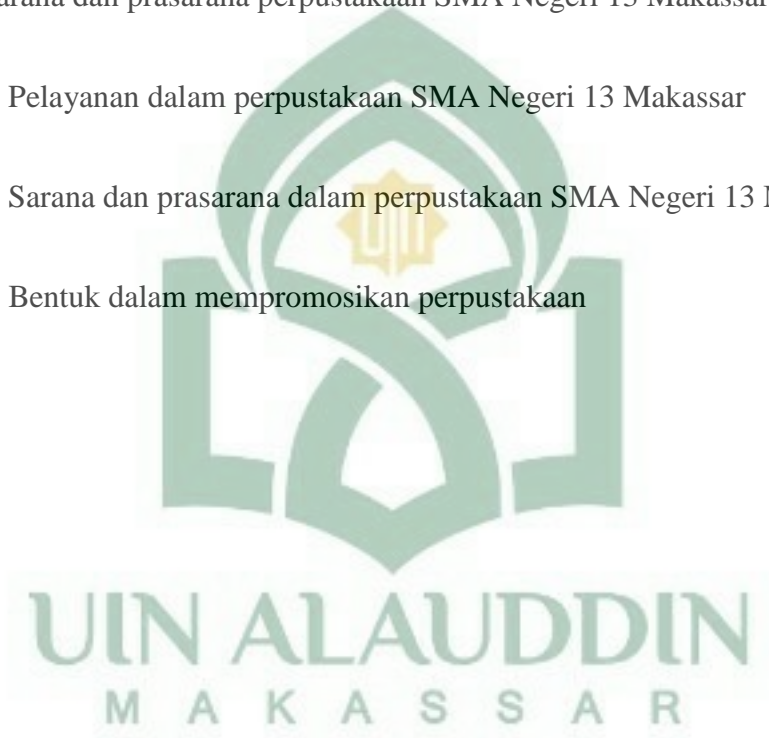 arana dan prasarana perpustakaan SMA Negeri 13 Makassar
Pelayanan dalam perpustakaan SMA Negeri 13 Makassar
Sarana dan prasarana dalam perpustakaan SMA Negeri 13
Bentuk dalam mempromosikan perpustakaan
UIN ALAUDDIN
MAKASSAR